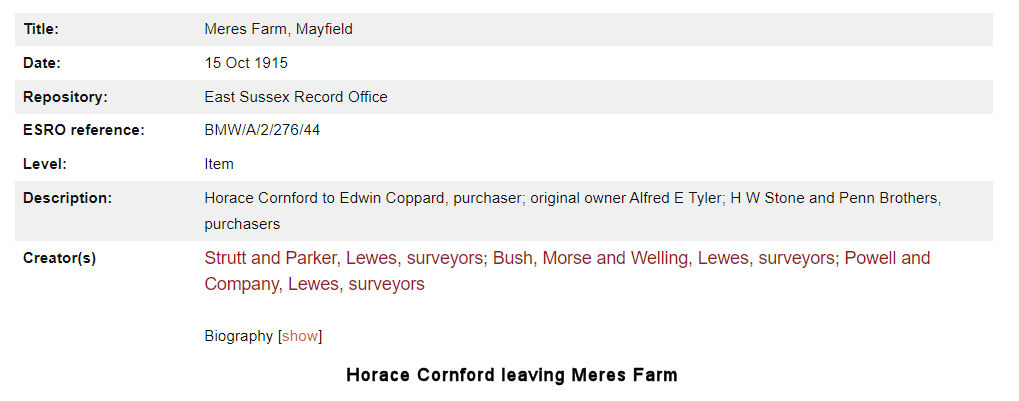 Title: Meres Farm, Mayfield
Date: 15 Oct 1915
Repository: East Sussex Record Office
ESRO reference: BMW/A/2/276/44
Level: Item
Description: Horace Cornford to Edwin Coppard, purchaser; original owner Alfred E Tyler; H W Stone and Penn Brothers,
purchasers
Creator(s) Strutt and Parker, Lewes, surveyors; Bush, Morse and Welling, Lewes, surveyors; Powell and
Company, Lewes, surveyors
Biography [show]
Horace Cornford leaving Meres Farm